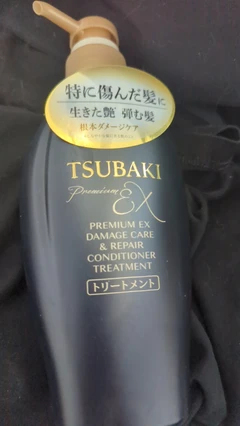 特に傷んだ髪に
生きた艶 弾む髪
根本ダメージケア
TSUBAKI
Premium EX
PREMIUM EX
DAMAGE CARE
& REPAIR
CONDITIONER
TREATMENT
トリートメント